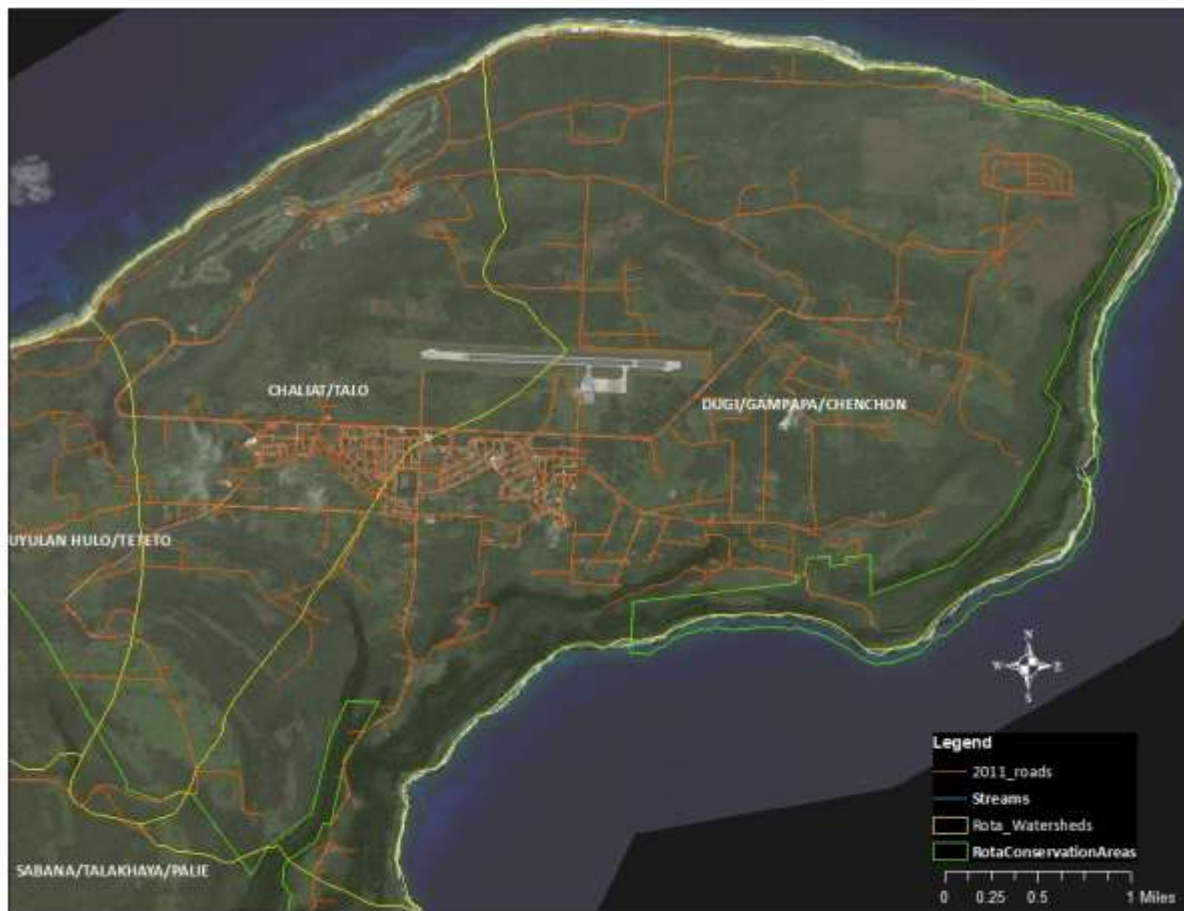 CHALIAT/TALO
DUGI/GAMPAPA/CHENCHON
UYULAN HULO/TETETO
SABANA/TALAKHAYA/PALIE
N
W E
S
Legend
2011_roads
Streams
Rota_Watersheds
RotaConservationAreas
0 0.25 0.5 1 Miles